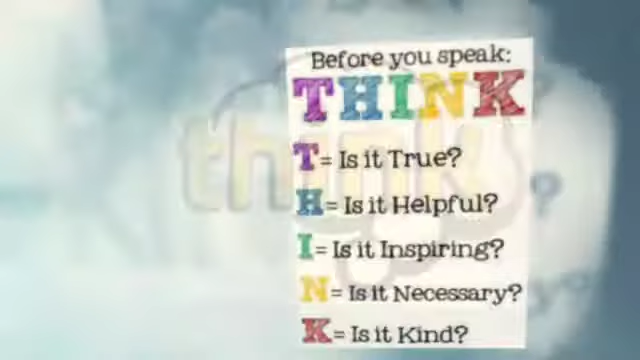 Before you speak:
THINK
T = Is it True?
H = Is it Helpful?
I = Is it Inspiring?
N = Is it Necessary?
K = Is it Kind?
think
?